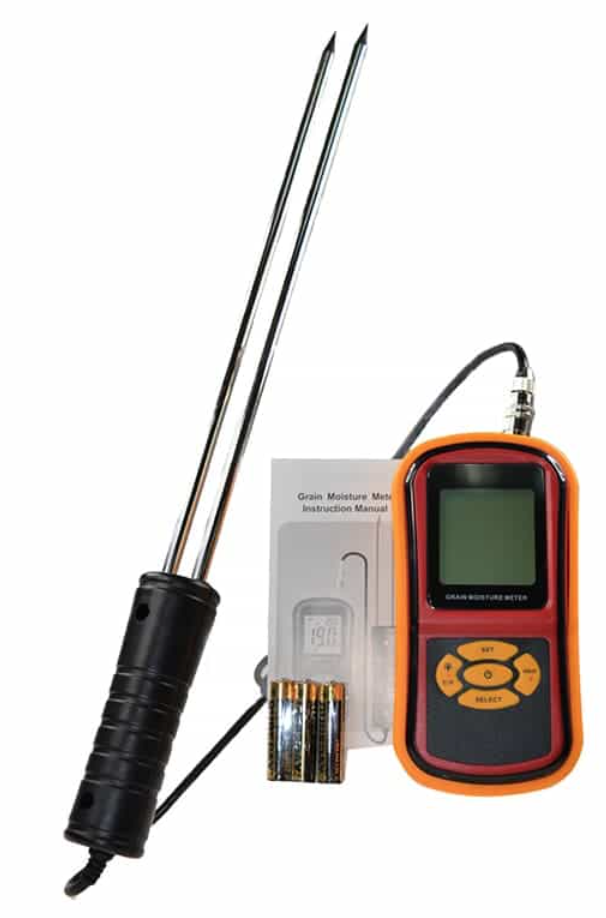 Grain Moisture Mete
Instruction Manual
GRAIN MOISTURE METER
SET
SELECT